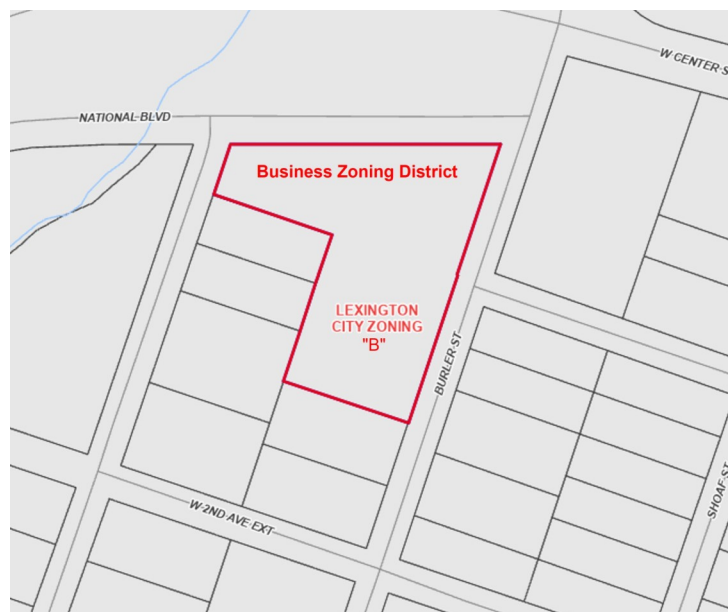 W CENTER S
NATIONAL BLVD
Business Zoning District
LEXINGTON
CITY ZONING
"B"
BURLER ST
SHOAF ST
W 2ND AVE EXT